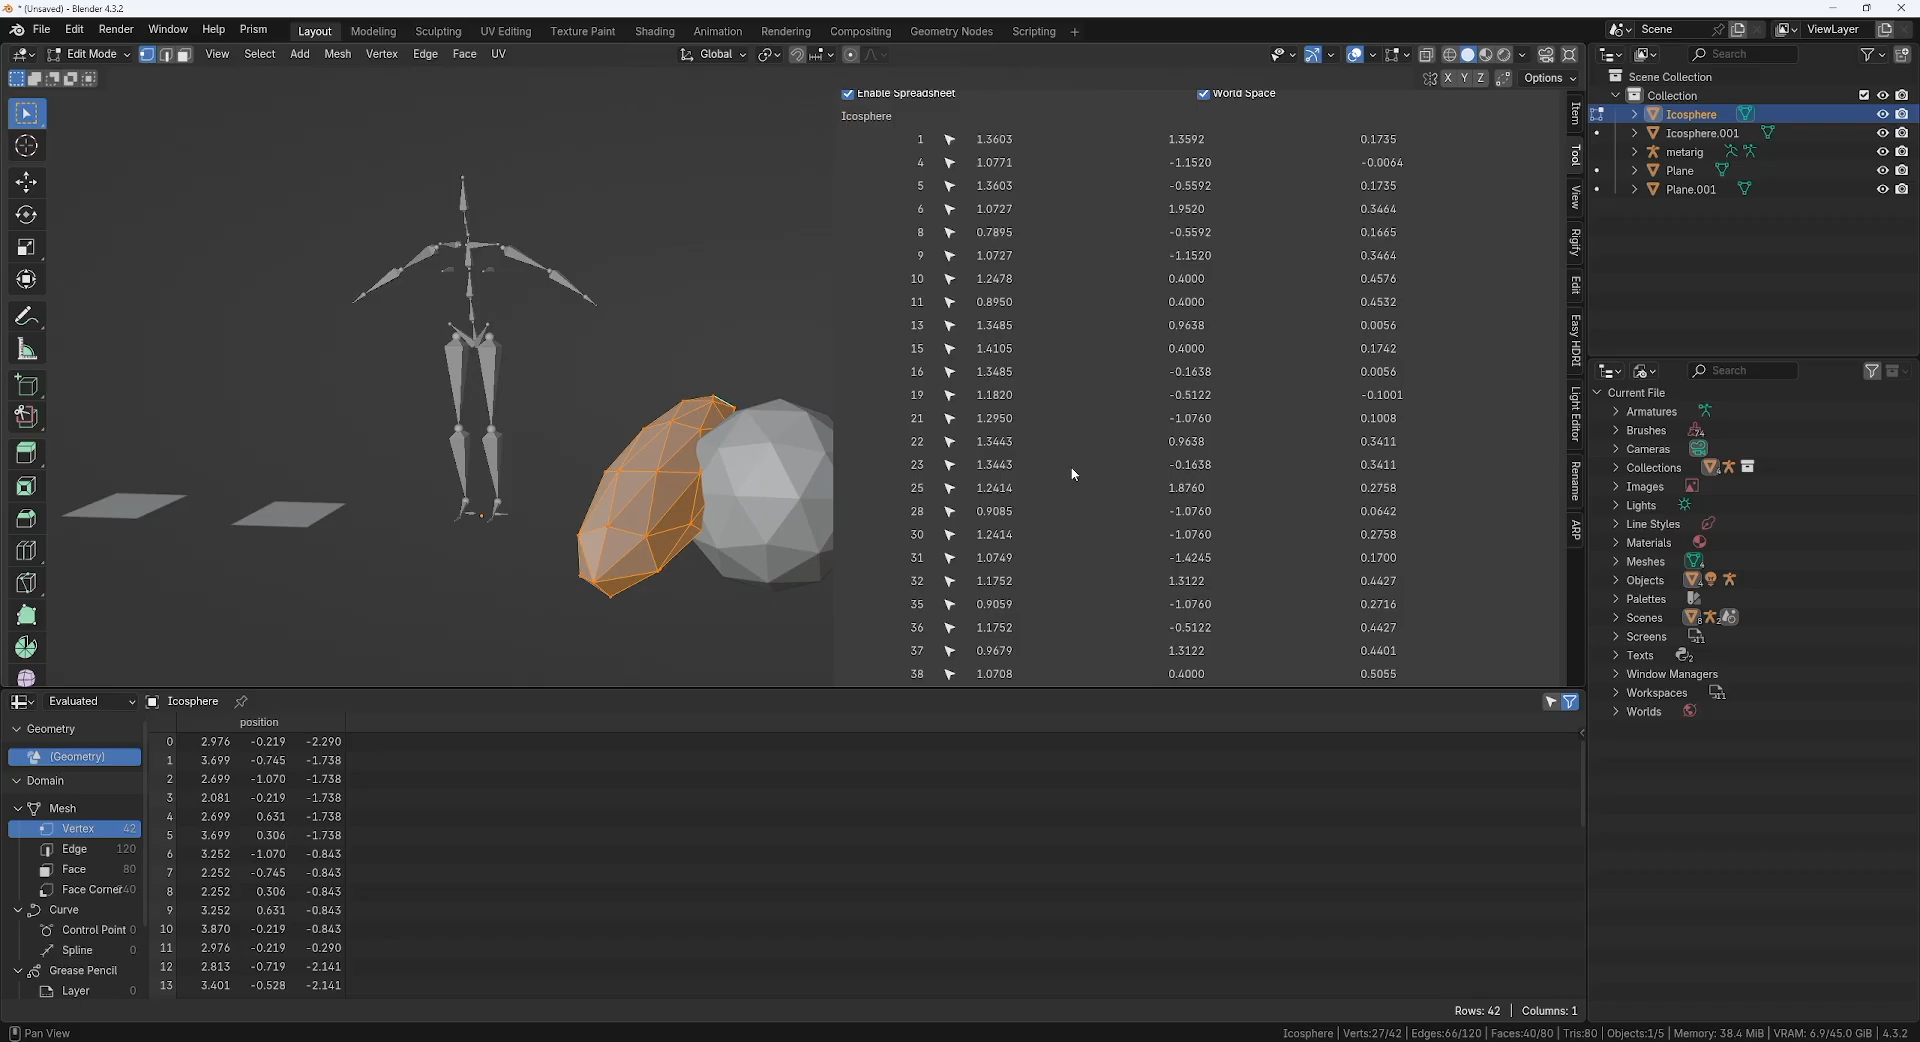 * (Unsaved) - Blender 4.3.2
File Edit Render Window Help Prism Layout Modeling Sculpting UV Editing Texture Paint Shading Animation Rendering Compositing Geometry Nodes Scripting + Scene ViewLayer
Edit Mode View Select Add Mesh Vertex Edge Face UV Global Search
X Y Z Options
Scene Collection
Collection
Icosphere
Icosphere.001
metarig
Plane
Plane.001
Enable Spreadsheet World Space
Icosphere
1 1.3603 1.3592 0.1735
4 1.0771 -1.1520 -0.0064
5 1.3603 -0.5592 0.1735
6 1.0727 1.9520 0.3464
8 0.7895 -0.5592 0.1665
9 1.0727 -1.1520 0.3464
10 1.2478 0.4000 0.4576
11 0.8950 0.4000 0.4532
13 1.3485 0.9638 0.0056
15 1.4105 0.4000 0.1742
16 1.3485 -0.1638 0.0056
19 1.1820 -0.5122 -0.1001
21 1.2950 -1.0760 0.1008
22 1.3443 0.9638 0.3411
23 1.3443 -0.1638 0.3411
25 1.2414 1.8760 0.2758
28 0.9085 -1.0760 0.0642
30 1.2414 -1.0760 0.2758
31 1.0749 -1.4245 0.1700
32 1.1752 1.3122 0.4427
35 0.9059 -1.0760 0.2716
36 1.1752 -0.5122 0.4427
37 0.9679 1.3122 0.4401
38 1.0708 0.4000 0.5055
Item
Tool
View
Rigify
Edit
Easy HDRI
Light Editor
Rename
ARP
Search
Current File
Armatures
Brushes 74
Cameras
Collections 4
Images
Lights
Line Styles
Materials
Meshes 4
Objects 4
Palettes
Scenes 8 2
Screens 11
Texts 2
Window Managers
Workspaces 11
Worlds
Evaluated Icosphere
Geometry
(Geometry)
Domain
Mesh
Vertex 42
Edge 120
Face 80
Face Corner 240
Curve
Control Point 0
Spline 0
Grease Pencil
Layer 0
position
0 2.976 -0.219 -2.290
1 3.699 -0.745 -1.738
2 2.699 -1.070 -1.738
3 2.081 -0.219 -1.738
4 2.699 0.631 -1.738
5 3.699 0.306 -1.738
6 3.252 -1.070 -0.843
7 2.252 -0.745 -0.843
8 2.252 0.306 -0.843
9 3.252 0.631 -0.843
10 3.870 -0.219 -0.843
11 2.976 -0.219 -0.290
12 2.813 -0.719 -2.141
13 3.401 -0.528 -2.141
Rows: 42 | Columns: 1
Pan View
Icosphere | Verts:27/42 | Edges:66/120 | Faces:40/80 | Tris:80 | Objects:1/5 | Memory: 38.4 MiB | VRAM: 6.9/45.0 GiB | 4.3.2